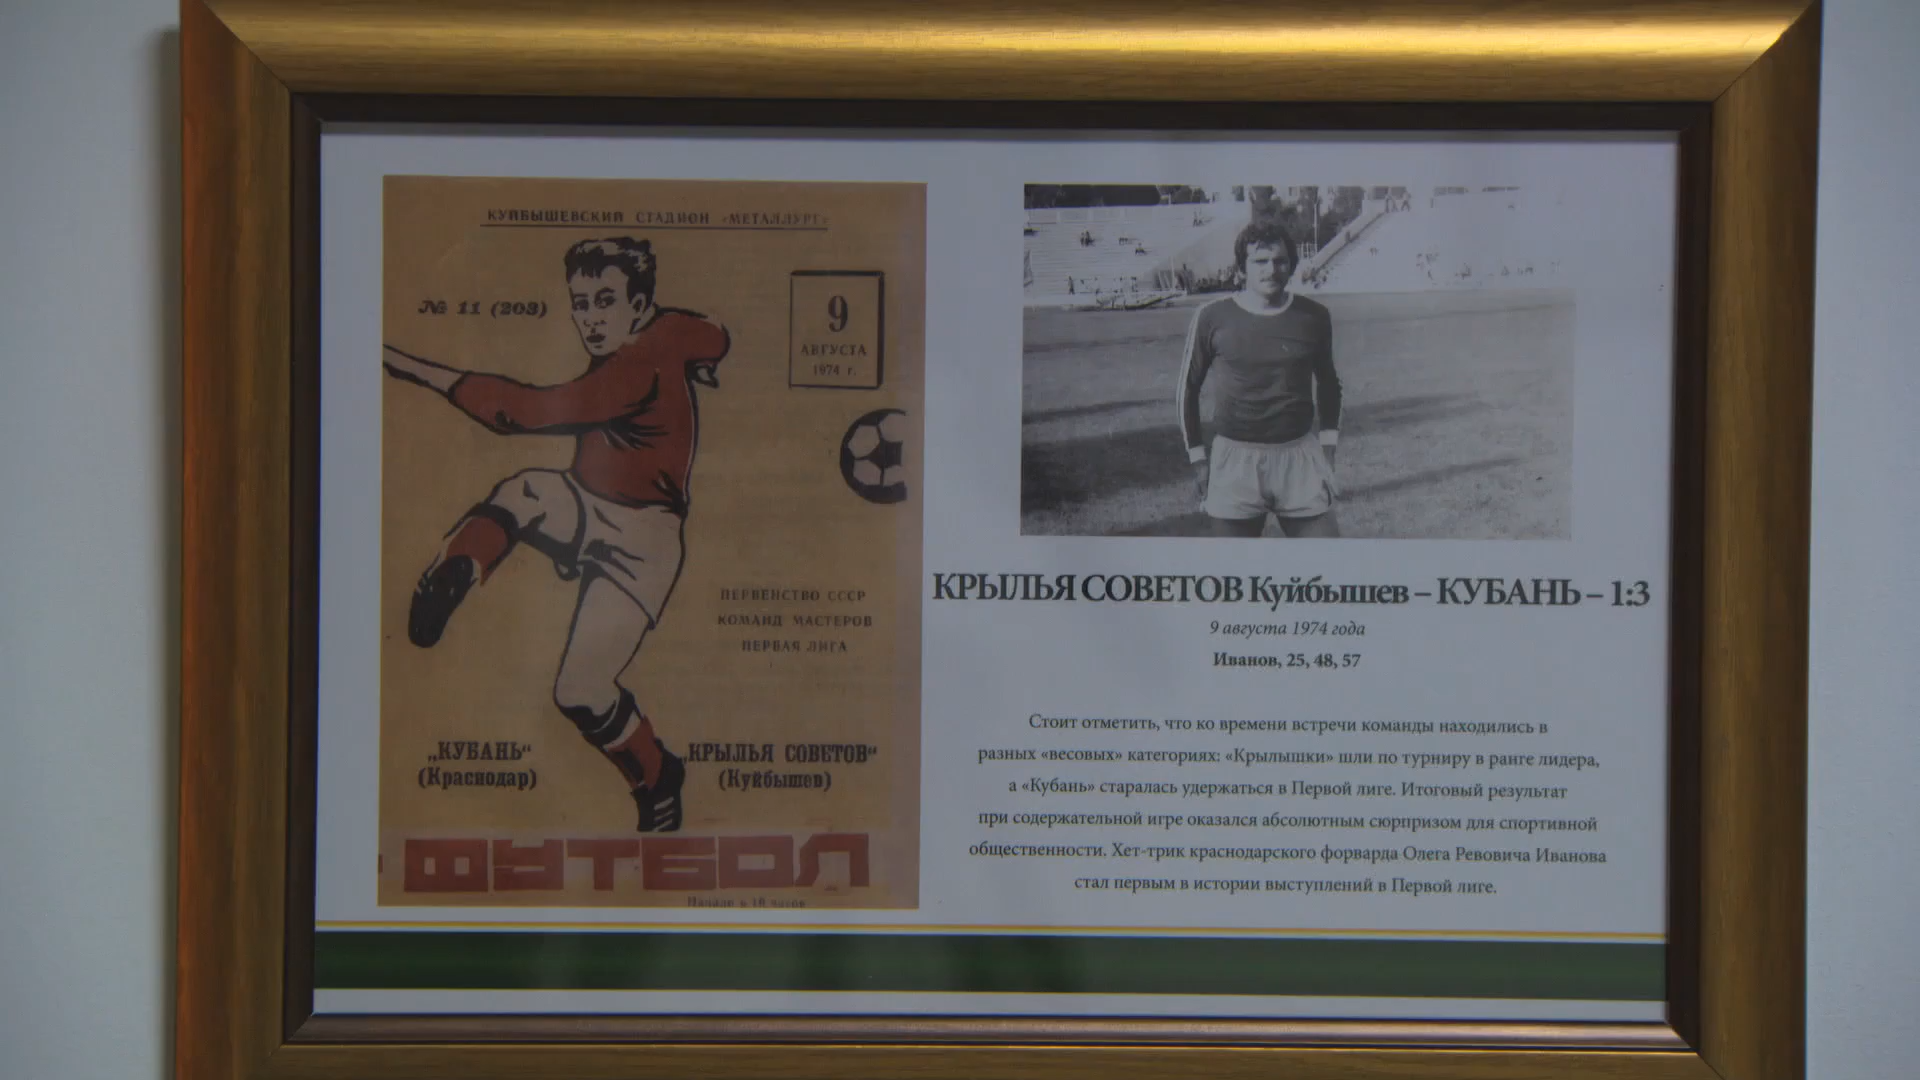 КУЙБЫШЕВСКИЙ СТАДИОН «МЕТАЛЛУРГ»
№ 11 (203)
9
АВГУСТА
1974 г.
ПЕРВЕНСТВО СССР
КОМАНД МАСТЕРОВ
ПЕРВАЯ ЛИГА
„КУБАНЬ“
(Краснодар)
„КРЫЛЬЯ СОВЕТОВ“
(Куйбышев)
ФУТБОЛ
Начало в 18 часов
КРЫЛЬЯ СОВЕТОВ Куйбышев – КУБАНЬ – 1:3
9 августа 1974 года
Иванов, 25, 48, 57
Стоит отметить, что ко времени встречи команды находились в
разных «весовых» категориях: «Крылышки» шли по турниру в ранге лидера,
а «Кубань» старалась удержаться в Первой лиге. Итоговый результат
при содержательной игре оказался абсолютным сюрпризом для спортивной
общественности. Хет-трик краснодарского форварда Олега Ревовича Иванова
стал первым в истории выступлений в Первой лиге.